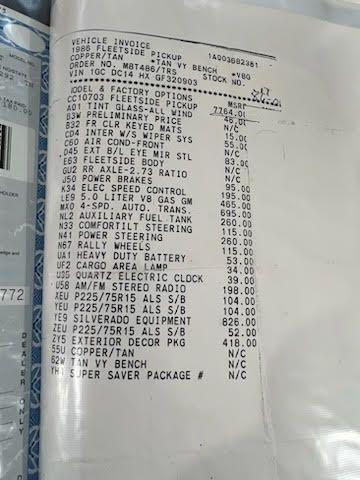 VEHICLE INVOICE
1986 FLEETSIDE PICKUP 1A003682381
COPPER/TAN *TAN VY BENCH *V80
ORDER NO. MBT486/TRS STOCK NO.
VIN 1GC DC14 HX GF320903
MODEL & FACTORY OPTIONS MSRP
CC10703 FLEETSIDE PICKUP 7764.00
A01 TINT GLASS-ALL WIND 46.00
B3W PRELIMINARY PRICE N/C
B32 FR CLR KEYED MATS 15.00
CD4 INTER W/S WIPER SYS 55.00
C60 AIR COND-FRONT
D45 EXT B/L EYE MIR STL N/C
E63 FLEETSIDE BODY 83.00
GU2 RR AXLE-2.73 RATIO N/C
J50 POWER BRAKES N/C
K34 ELEC SPEED CONTROL 95.00
LE9 5.0 LITER V8 GAS GM 195.00
MX0 4-SPD. AUTO. TRANS. 465.00
NL2 AUXILIARY FUEL TANK 695.00
N33 COMFORTILT STEERING 260.00
N41 POWER STEERING 115.00
N67 RALLY WHEELS 260.00
UA1 HEAVY DUTY BATTERY 115.00
UF2 CARGO AREA LAMP 53.00
U35 QUARTZ ELECTRIC CLOCK 34.00
U58 AM/FM STEREO RADIO 39.00
XEU P225/75R15 ALS S/B 198.00
YEU P225/75R15 ALS S/B 104.00
YE9 SILVERADO EQUIPMENT 104.00
ZEU P225/75R15 ALS S/B 826.00
ZY5 EXTERIOR DECOR PKG 52.00
55U COPPER/TAN 418.00
62W TAN VY BENCH N/C
YH4 SUPER SAVER PACKAGE # N/C
N/C
772
DEALER ONLY